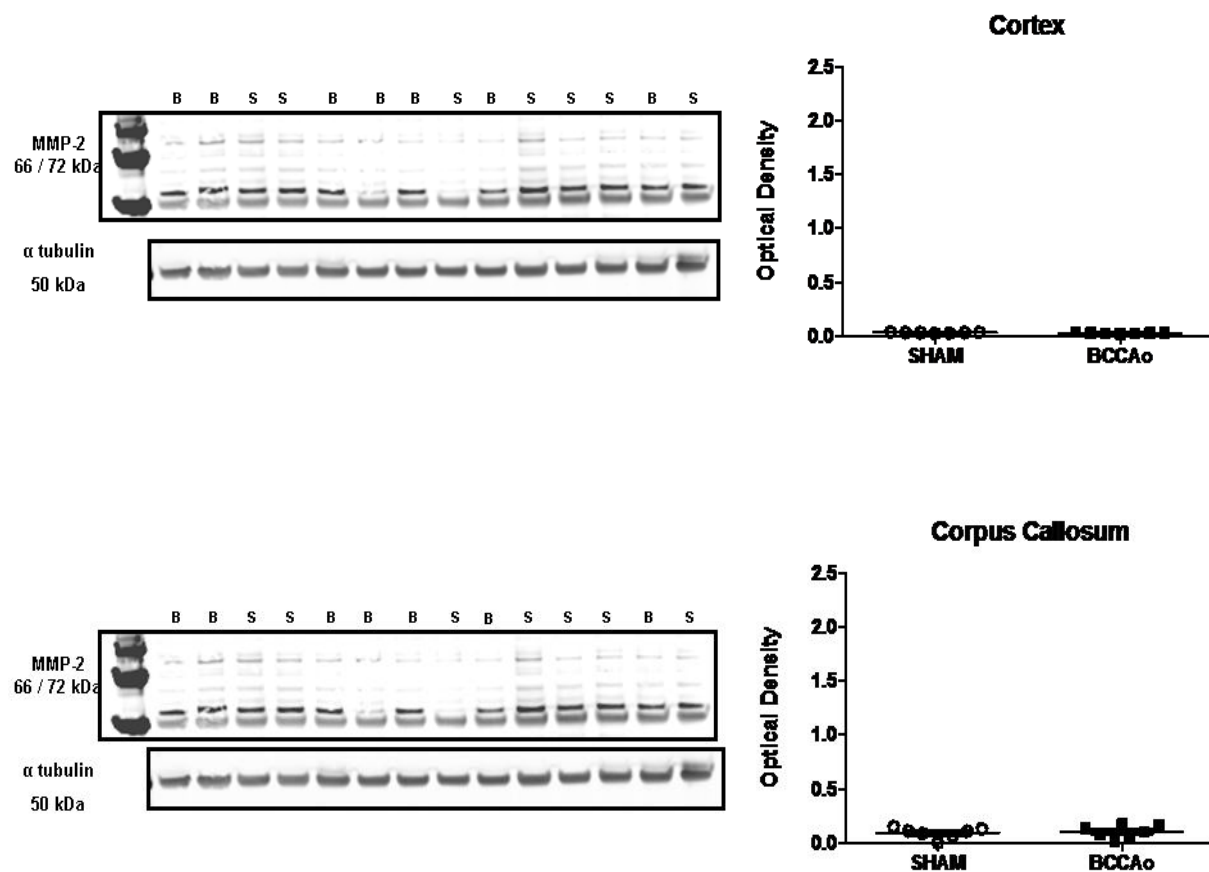 Cortex
B B S S B B B S B S S S B S
MMP-2
66 / 72 kDa
α tubulin
50 kDa
2.5
2.0
1.5
1.0
0.5
0.0
Optical Density
SHAM BCCAo
Corpus Callosum
B B S S B B B S B S S S B S
MMP-2
66 / 72 kDa
α tubulin
50 kDa
2.5
2.0
1.5
1.0
0.5
0.0
Optical Density
SHAM BCCAo